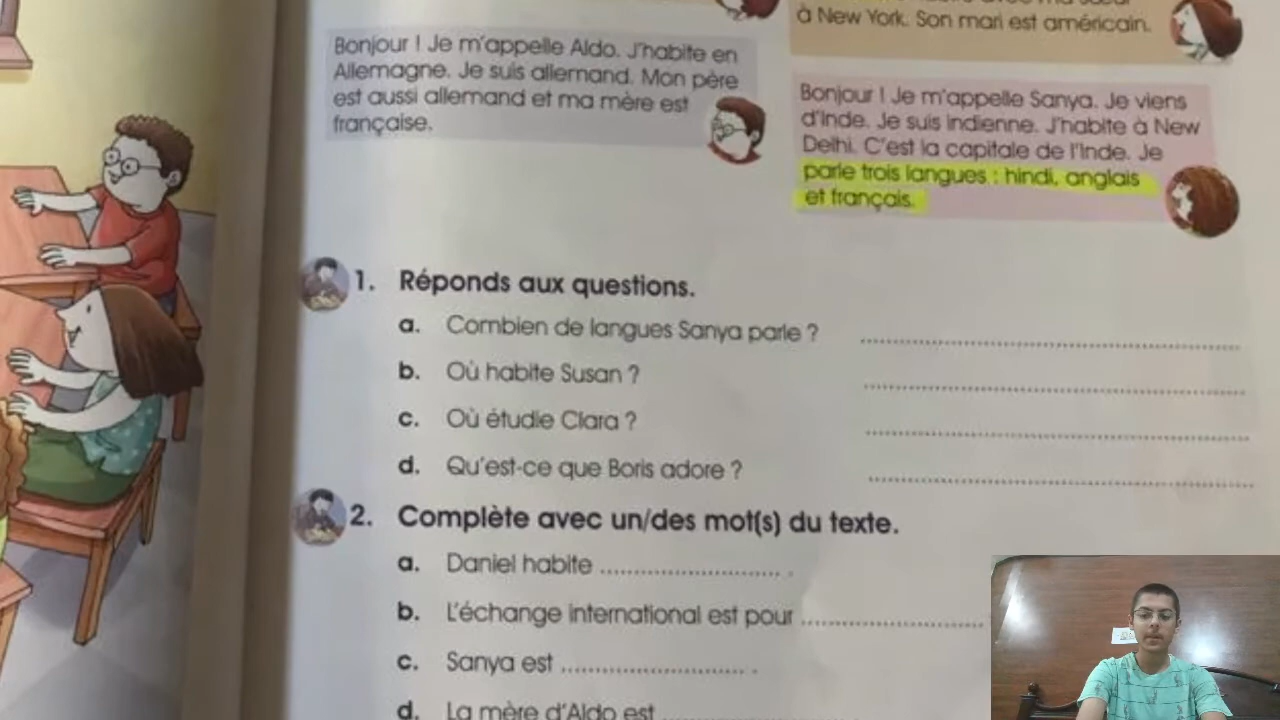 à New York. Son mari est américain.
Bonjour ! Je m'appelle Aldo. J'habite en
Allemagne. Je suis allemand. Mon père
est aussi allemand et ma mère est
française.
Bonjour ! Je m'appelle Sanya. Je viens
d'Inde. Je suis indienne. J'habite à New
Delhi. C'est la capitale de l'Inde. Je
parle trois langues : hindi, anglais
et français.
1. Réponds aux questions.
a. Combien de langues Sanya parle ? ........................
b. Où habite Susan ? ........................
c. Où étudie Clara ? ........................
d. Qu'est-ce que Boris adore ? ........................
2. Complète avec un/des mot(s) du texte.
a. Daniel habite ........................ .
b. L'échange international est pour ........................
c. Sanya est ........................ .
d. La mère d'Aldo est ........................